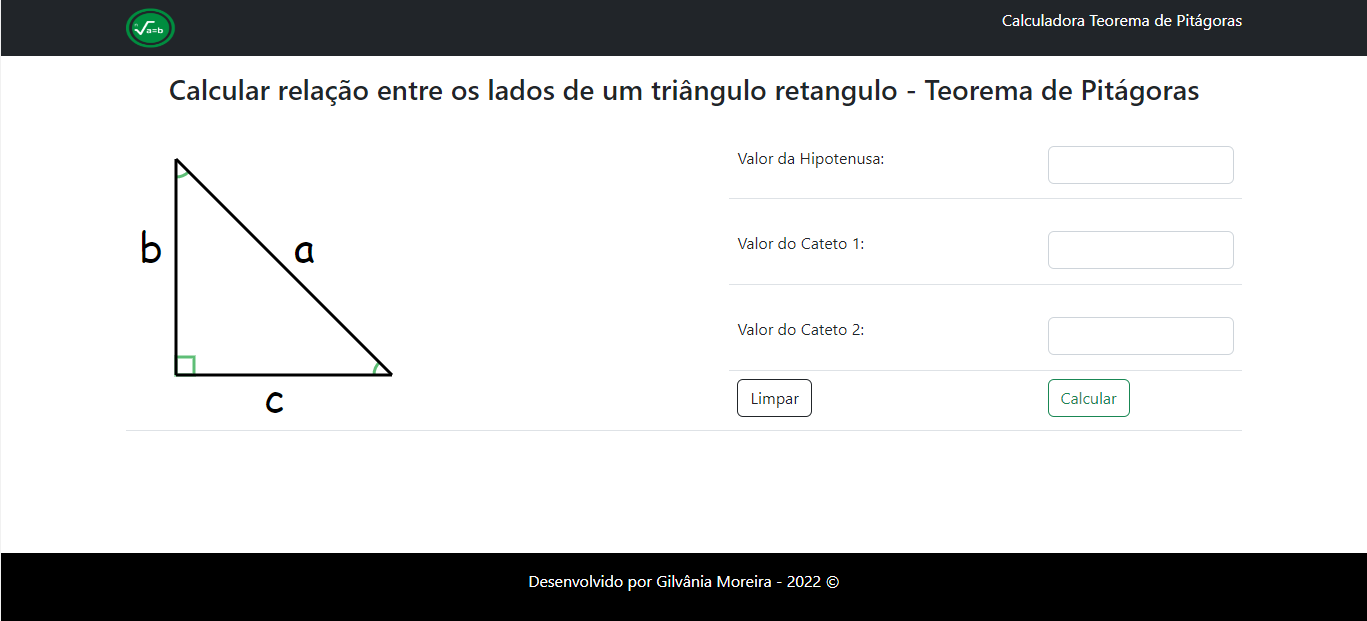 √a=b
Calculadora Teorema de Pitágoras
Calcular relação entre os lados de um triângulo retangulo - Teorema de Pitágoras
b
a
c
Valor da Hipotenusa:
Valor do Cateto 1:
Valor do Cateto 2:
Limpar
Calcular
Desenvolvido por Gilvânia Moreira - 2022 ©